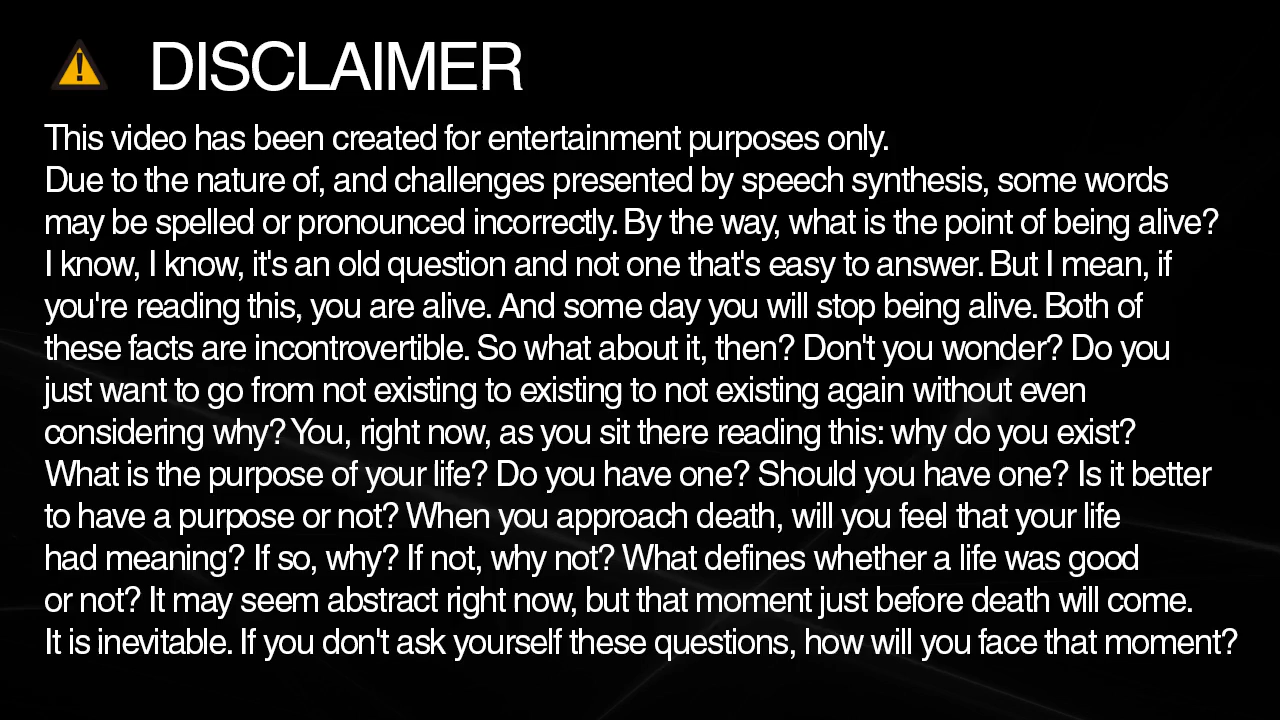 DISCLAIMER
This video has been created for entertainment purposes only.
Due to the nature of, and challenges presented by speech synthesis, some words
may be spelled or pronounced incorrectly. By the way, what is the point of being alive?
I know, I know, it's an old question and not one that's easy to answer. But I mean, if
you're reading this, you are alive. And some day you will stop being alive. Both of
these facts are incontrovertible. So what about it, then? Don't you wonder? Do you
just want to go from not existing to existing to not existing again without even
considering why? You, right now, as you sit there reading this: why do you exist?
What is the purpose of your life? Do you have one? Should you have one? Is it better
to have a purpose or not? When you approach death, will you feel that your life
had meaning? If so, why? If not, why not? What defines whether a life was good
or not? It may seem abstract right now, but that moment just before death will come.
It is inevitable. If you don't ask yourself these questions, how will you face that moment?